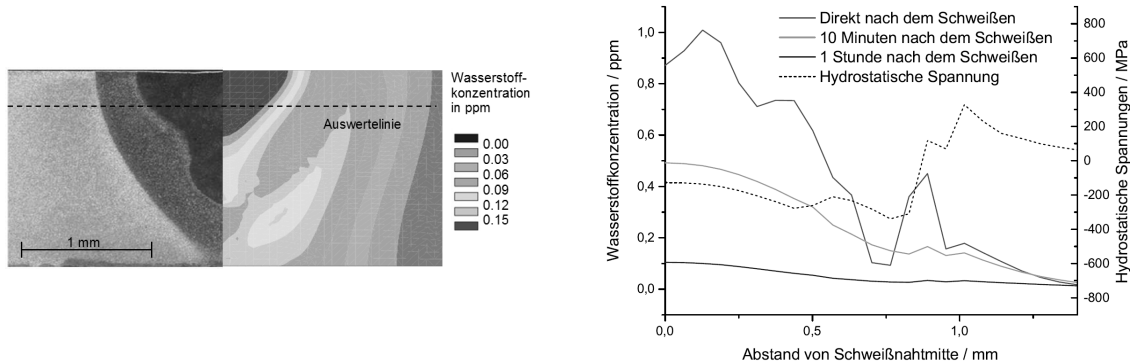 Wasserstoff-
konzentration
in ppm
Auswertelinie
0.00
0.03
0.06
0.09
0.12
0.15
1 mm
Direkt nach dem Schweißen
10 Minuten nach dem Schweißen
1 Stunde nach dem Schweißen
Hydrostatische Spannung
Wasserstoffkonzentration / ppm
1,0
0,8
0,6
0,4
0,2
0,0
0,0
0,5
1,0
Abstand von Schweißnahtmitte / mm
800
600
400
200
0
-200
-400
-600
-800
Hydrostatische Spannungen / MPa